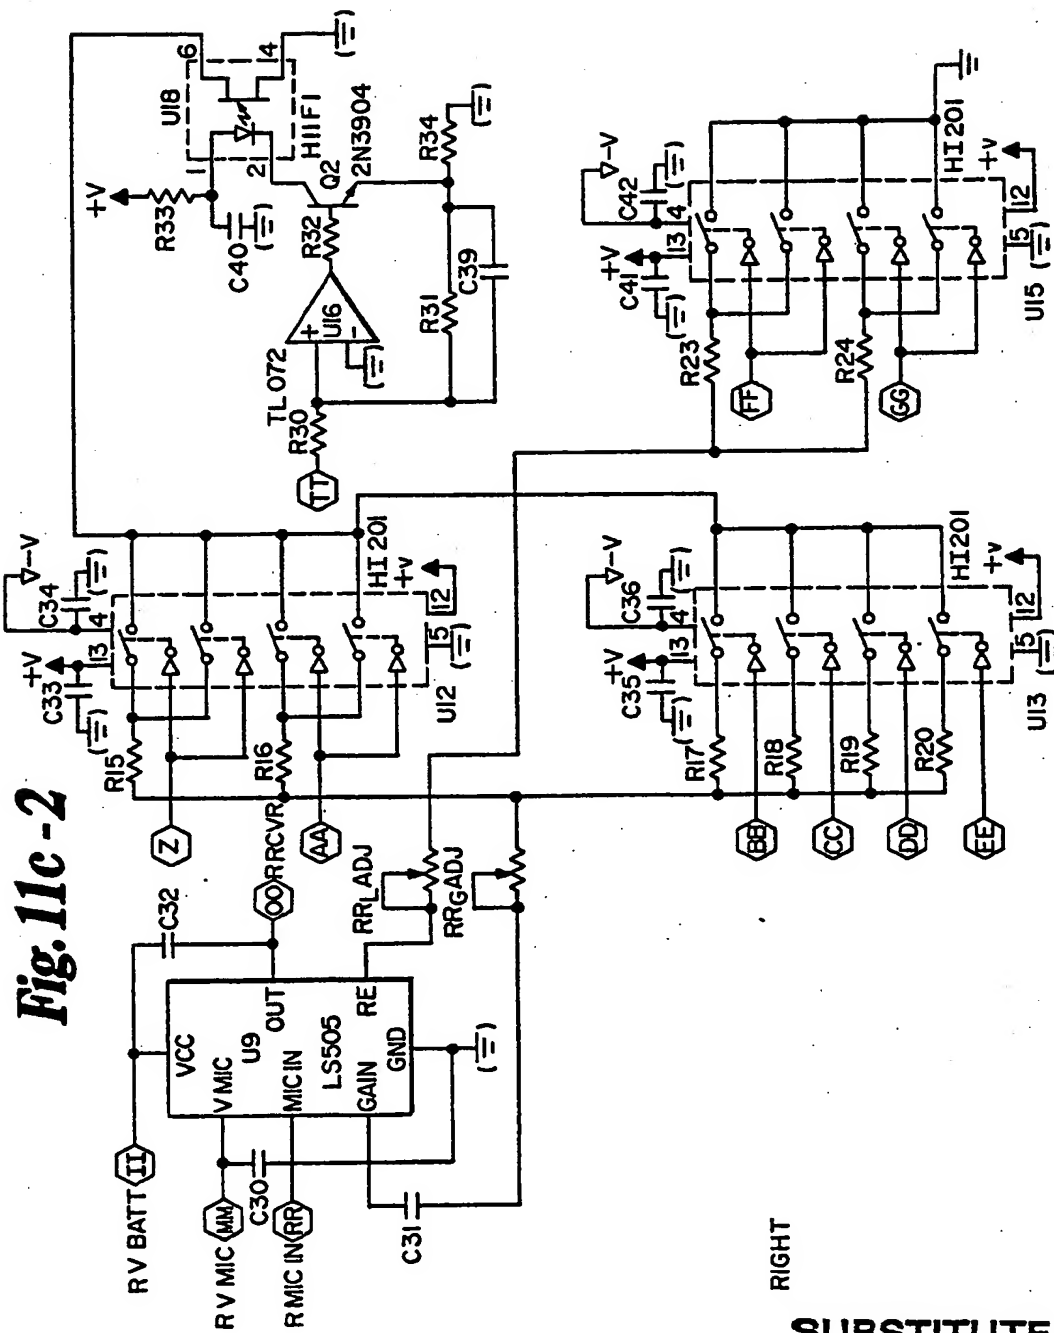 Fig. 11c-2
RV BATT II
RV MIC MM
R MIC IN RR
C30
C31
VCC
V MIC
U9
MIC IN
OUT
LS505
RE
GAIN
GND
(=)
C32
OO RRCVR
RRL ADJ
RRG ADJ
Z
AA
R15
R16
+V
C33
(=)
13
4
C34
(=)
-V
U12
5
(=)
12
+V
HI 201
BB
CC
DD
EE
R17
R18
R19
R20
+V
C35
(=)
13
4
C36
(=)
-V
U13
5
(=)
12
+V
HI201
TT
R30
TL 072
+
U16
-
(=)
R32
R31
C39
Q2
2N3904
R34
(=)
+V
R33
C40
(=)
1
2
U18
H11F1
6
4
(=)
R23
R24
FF
GG
+V
C41
(=)
13
4
C42
(=)
-V
U15
5
(=)
12
+V
HI201
RIGHT
SUBSTITUTE